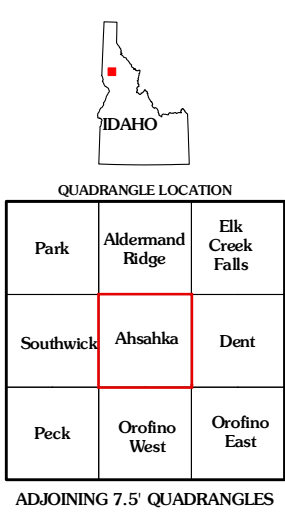 IDAHO
QUADRANGLE LOCATION
Park
Aldermand
Ridge
Elk
Creek
Falls
Southwick
Ahsahka
Dent
Peck
Orofino
West
Orofino
East
ADJOINING 7.5' QUADRANGLES